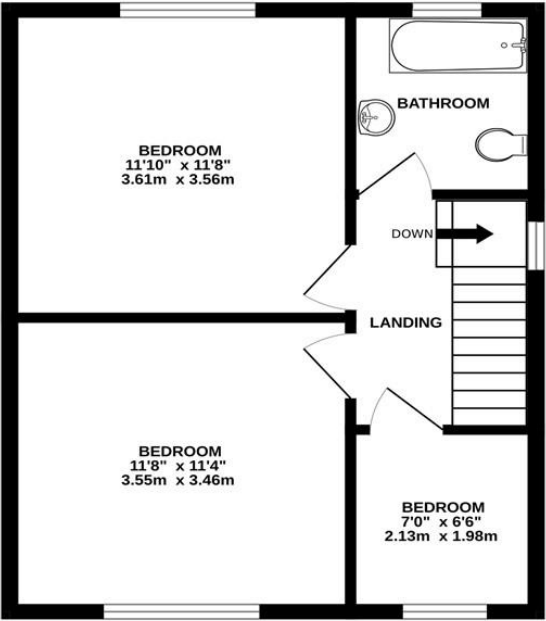 BATHROOM
BEDROOM
11'10" x 11'8"
3.61m x 3.56m
DOWN
LANDING
BEDROOM
11'8" x 11'4"
3.55m x 3.46m
BEDROOM
7'0" x 6'6"
2.13m x 1.98m